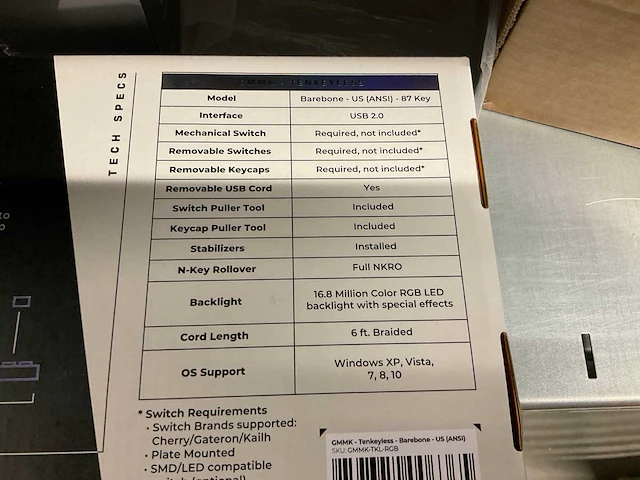 TECH SPECS
GMMK - TENKEYLESS
Model Barebone - US (ANSI) - 87 Key
Interface USB 2.0
Mechanical Switch Required, not included*
Removable Switches Required, not included*
Removable Keycaps Required, not included*
Removable USB Cord Yes
Switch Puller Tool Included
Keycap Puller Tool Included
Stabilizers Installed
N-Key Rollover Full NKRO
Backlight 16.8 Million Color RGB LED
backlight with special effects
Cord Length 6 ft. Braided
OS Support Windows XP, Vista,
7, 8, 10
* Switch Requirements
• Switch Brands supported:
Cherry/Gateron/Kailh
• Plate Mounted
• SMD/LED compatible
switch (optional)
GMMK - Tenkeyless - Barebone - US (ANSI)
SKU: GMMK-TKL-RGB